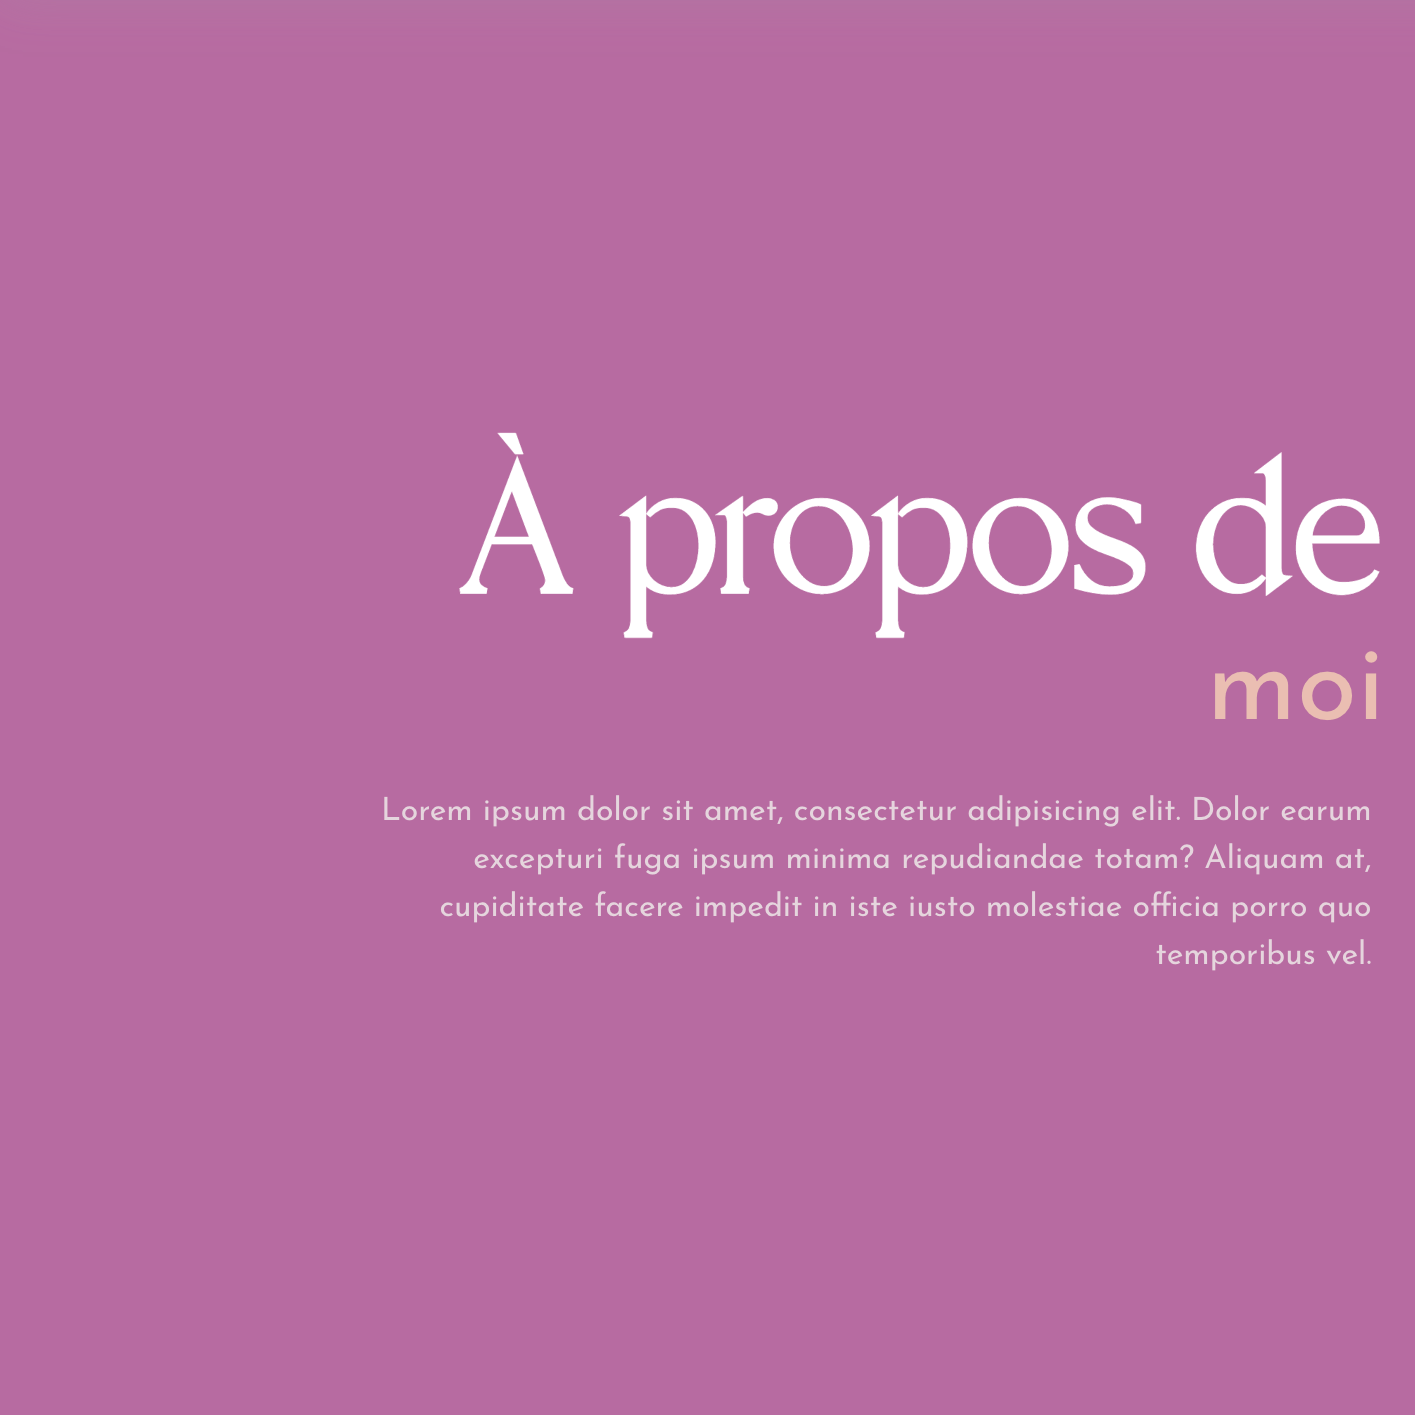 À propos de
moi
Lorem ipsum dolor sit amet, consectetur adipisicing elit. Dolor earum
excepturi fuga ipsum minima repudiandae totam? Aliquam at,
cupiditate facere impedit in iste iusto molestiae officia porro quo
temporibus vel.